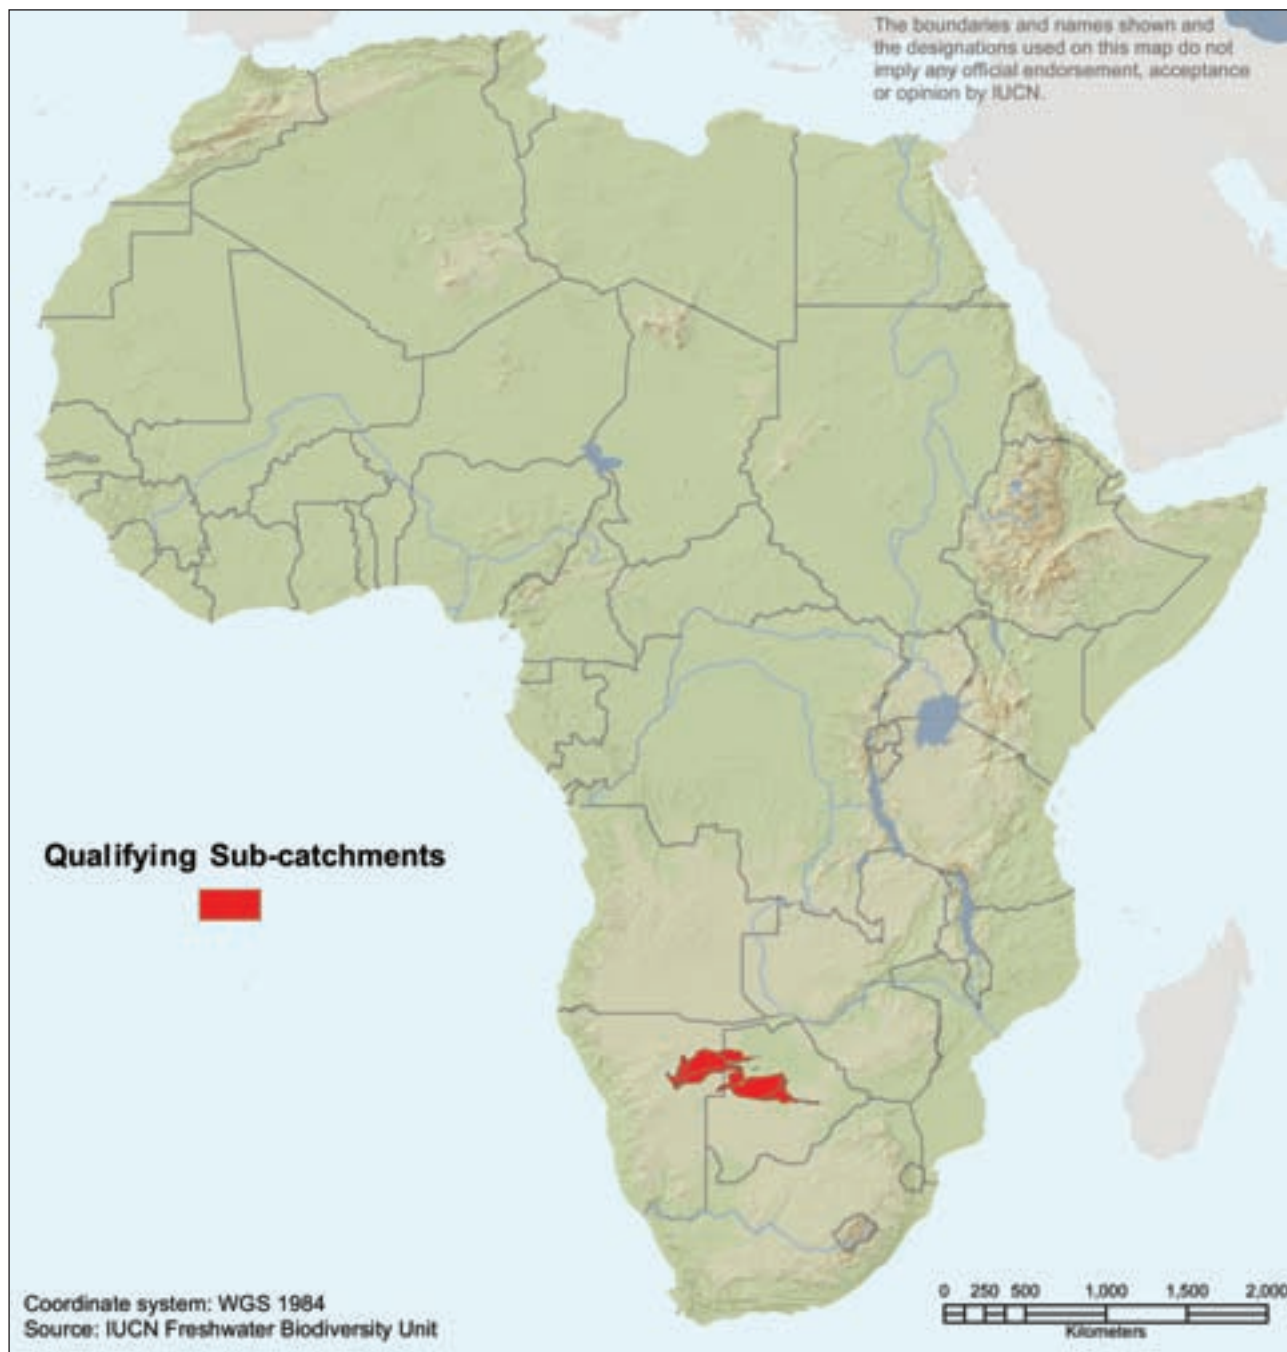 The boundaries and names shown and
the designations used on this map do not
imply any official endorsement, acceptance
or opinion by IUCN.
Qualifying Sub-catchments
Coordinate system: WGS 1984
Source: IUCN Freshwater Biodiversity Unit
0 250 500 1,000 1,500 2,000
Kilometers